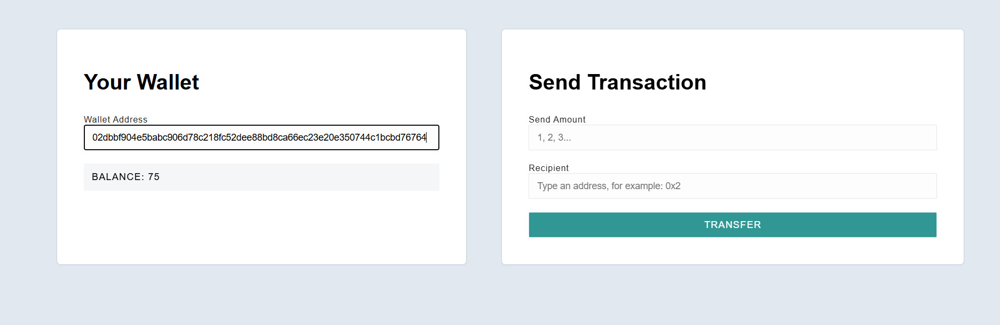 Your Wallet
Wallet Address
02dbbf904e5babc906d78c218fc52dee88bd8ca66ec23e20e350744c1bcbd76764
BALANCE: 75
Send Transaction
Send Amount
1, 2, 3...
Recipient
Type an address, for example: 0x2
TRANSFER